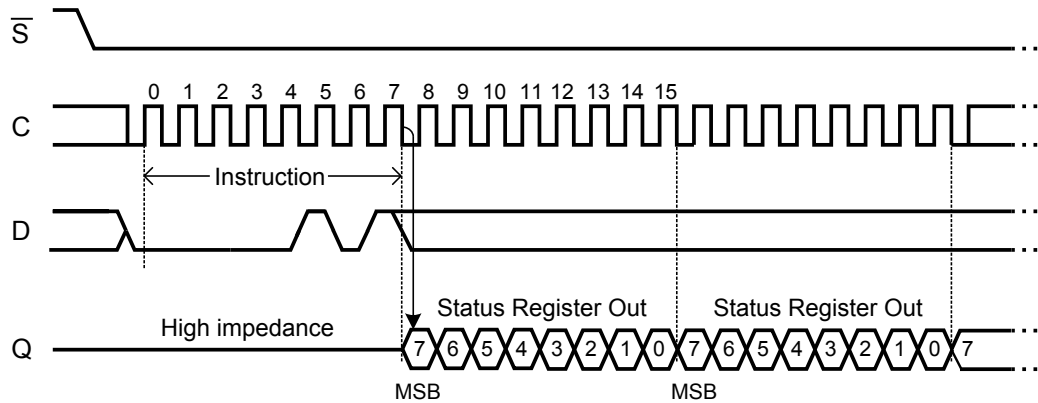 S
0 1 2 3 4 5 6 7 8 9 10 11 12 13 14 15
C
Instruction
D
Status Register Out Status Register Out
High impedance
Q 7 6 5 4 3 2 1 0 7 6 5 4 3 2 1 0 7
MSB MSB